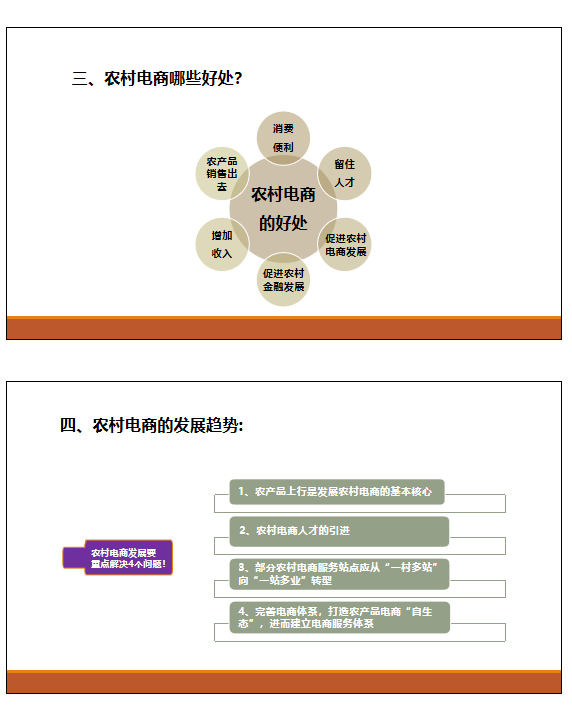 三、农村电商哪些好处？
消费
便利
农产品
销售出
去
留住
人才
农村电商
的好处
增加
收入
促进农村
电商发展
促进农村
金融发展
四、农村电商的发展趋势:
1、农产品上行是发展农村电商的基本核心
2、农村电商人才的引进
农村电商发展要
重点解决4个问题！
3、部分农村电商服务站点应从“一村多站”
向“一站多业”转型
4、完善电商体系，打造农产品电商“自生
态”，进而建立电商服务体系